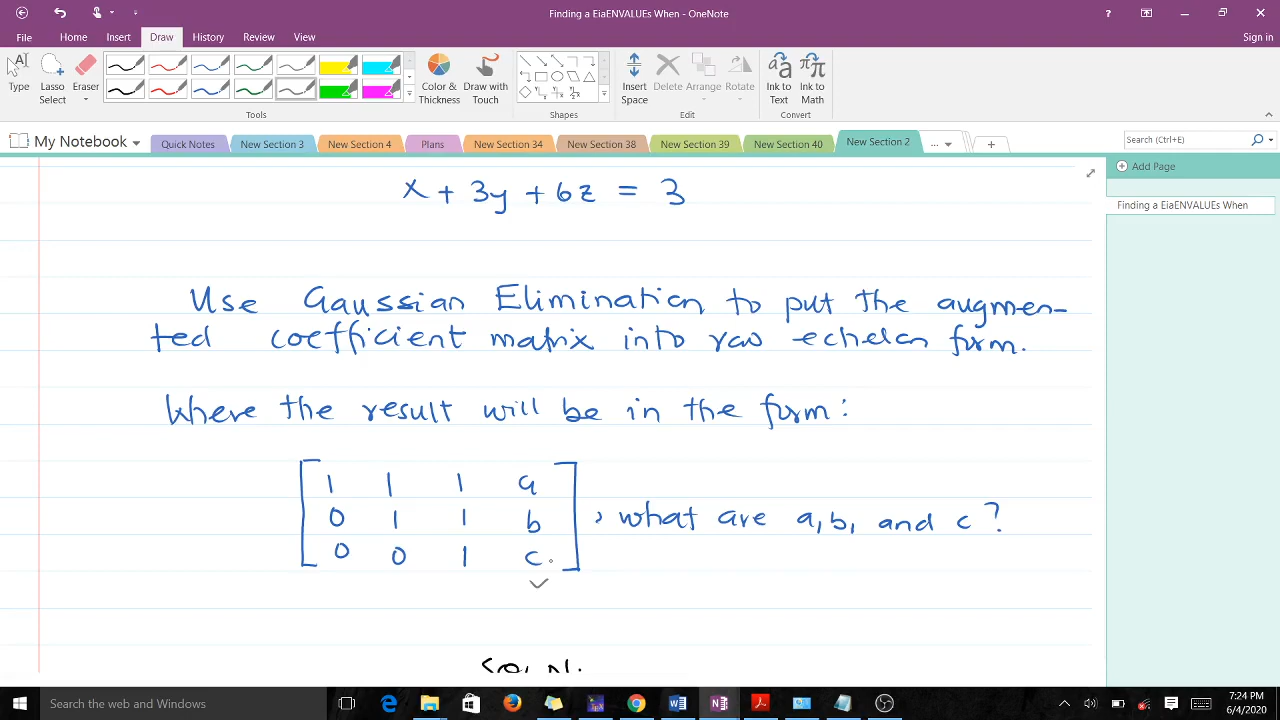 Finding a EiaENVALUEs When - OneNote
Sign in
File Home Insert Draw History Review View
Type Lasso Select Eraser Color & Thickness Draw with Touch Insert Space Delete Arrange Rotate Ink to Text Ink to Math
Tools Shapes Edit Convert
My Notebook Quick Notes New Section 3 New Section 4 Plans New Section 34 New Section 38 New Section 39 New Section 40 New Section 2 ... Search (Ctrl+E)
Add Page
Finding a EiaENVALUEs When
x + 3y + 6z = 3
Use Gaussian Elimination to put the augmen-
ted coefficient matrix into row echelon form.
Where the result will be in the form:
1 1 1 a
0 1 1 b , what are a, b, and c?
0 0 1 c
Search the web and Windows
7:24 PM
6/4/2020